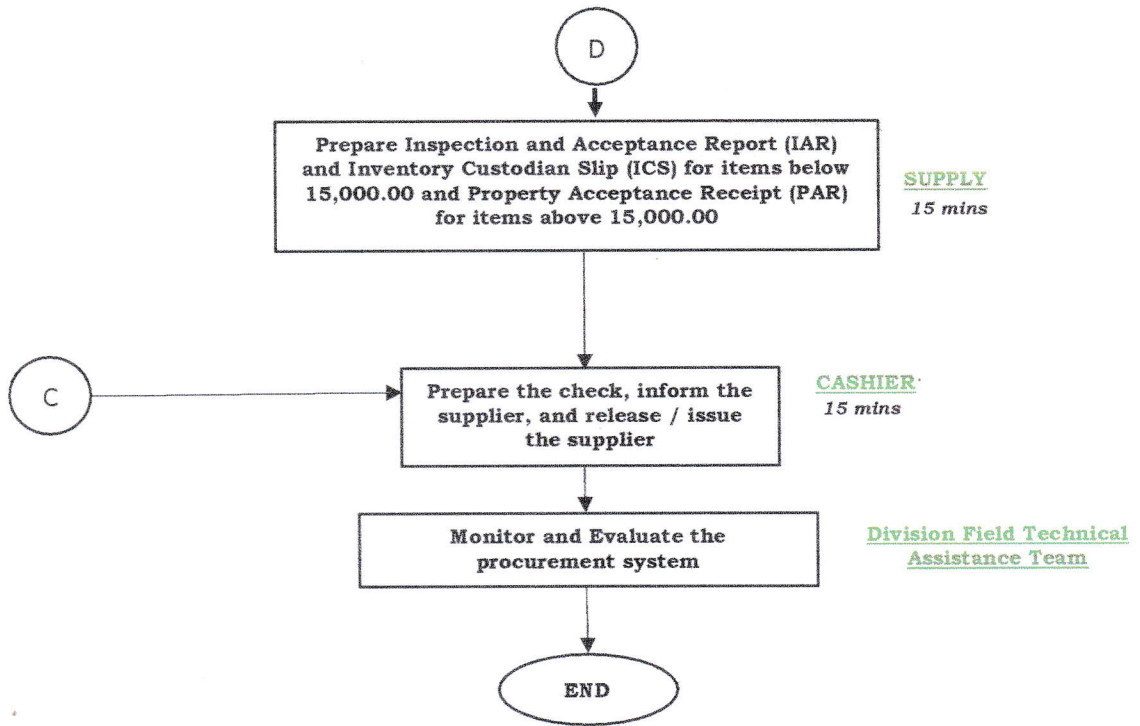 D
Prepare Inspection and Acceptance Report (IAR)
and Inventory Custodian Slip (ICS) for items below
15,000.00 and Property Acceptance Receipt (PAR)
for items above 15,000.00
SUPPLY
15 mins
C
Prepare the check, inform the
supplier, and release / issue
the supplier
CASHIER
15 mins
Monitor and Evaluate the
procurement system
Division Field Technical
Assistance Team
END